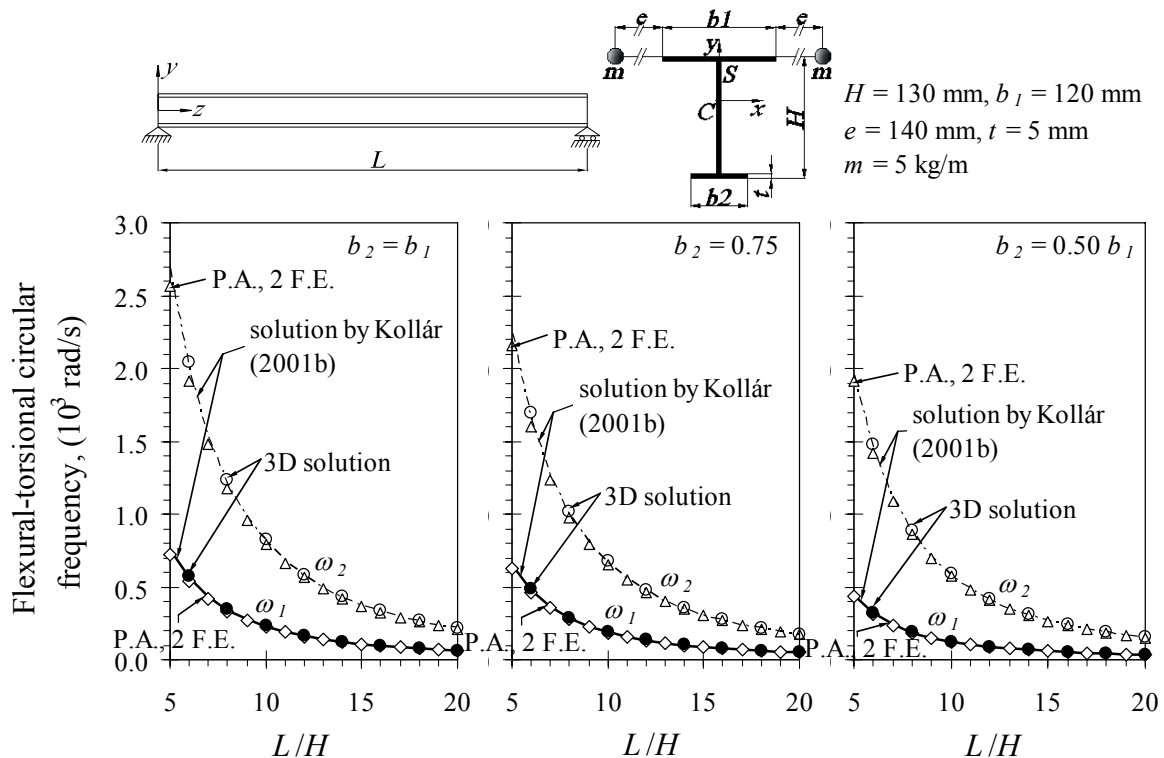 e b1 e
y
m S m
C x H
b2 t
y
z
L
H = 130 mm, b1 = 120 mm
e = 140 mm, t = 5 mm
m = 5 kg/m
Flexural-torsional circular
frequency, (10³ rad/s)
3.0
2.5
2.0
1.5
1.0
0.5
0.0
b2 = b1
P.A., 2 F.E.
solution by Kollár
(2001b)
3D solution
ω2
ω1
P.A., 2 F.E.
5 10 15 20
L/H
b2 = 0.75
P.A., 2 F.E.
solution by Kollár
(2001b)
3D solution
ω2
ω1
P.A., 2 F.E.
5 10 15 20
L/H
b2 = 0.50 b1
P.A., 2 F.E.
solution by Kollár
(2001b)
3D solution
ω2
ω1
P.A., 2 F.E.
5 10 15 20
L/H